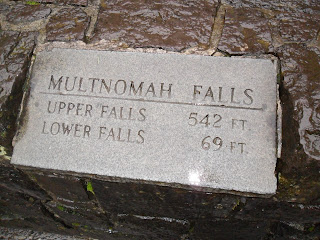 MULTNOMAH FALLS
UPPER FALLS 542 FT.
LOWER FALLS 69 FT.